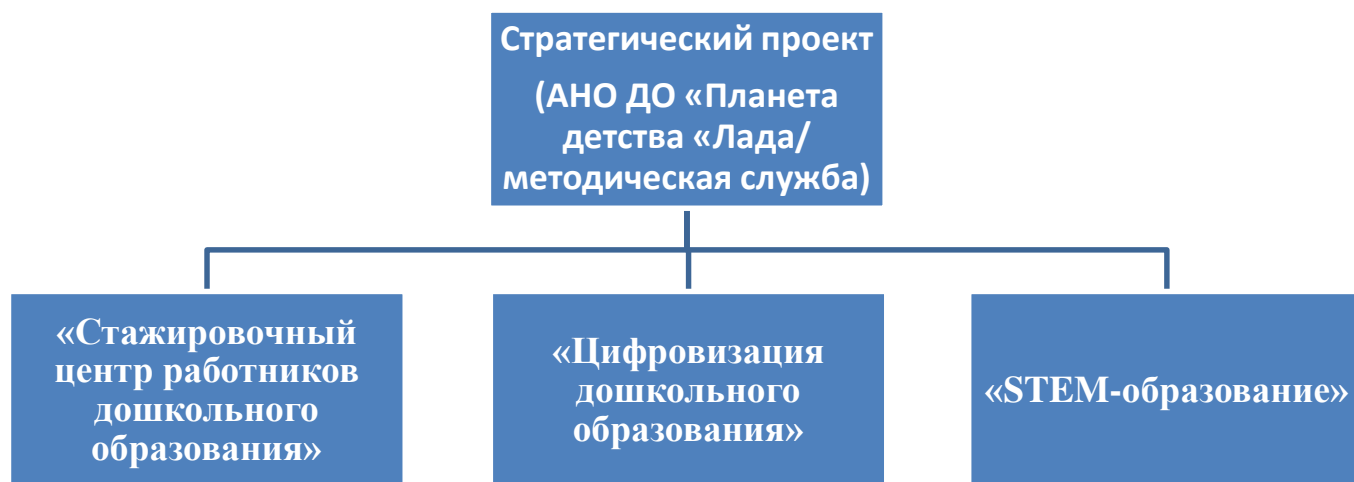 Стратегический проект
(АНО ДО «Планета
детства «Лада/
методическая служба)
«Стажировочный
центр работников
дошкольного
образования»
«Цифровизация
дошкольного
образования»
«STEM-образование»